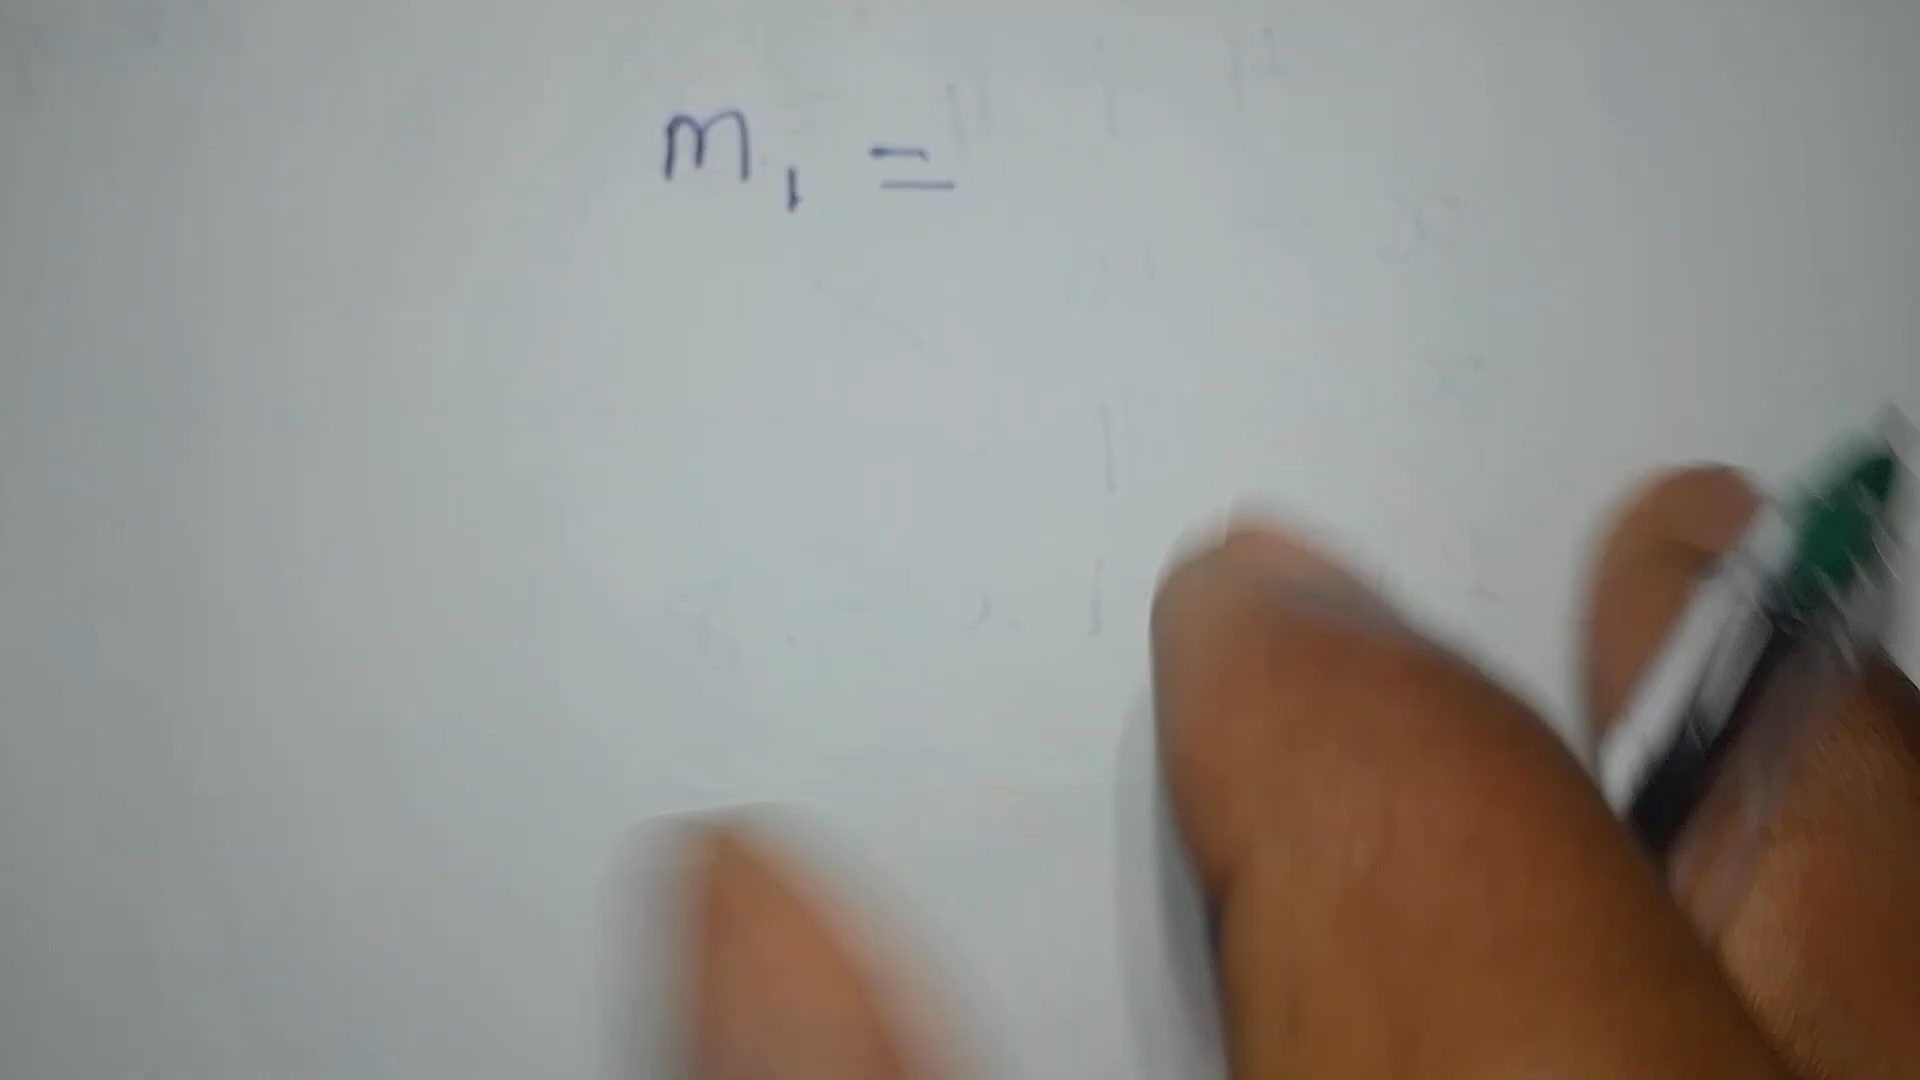 m₁ =